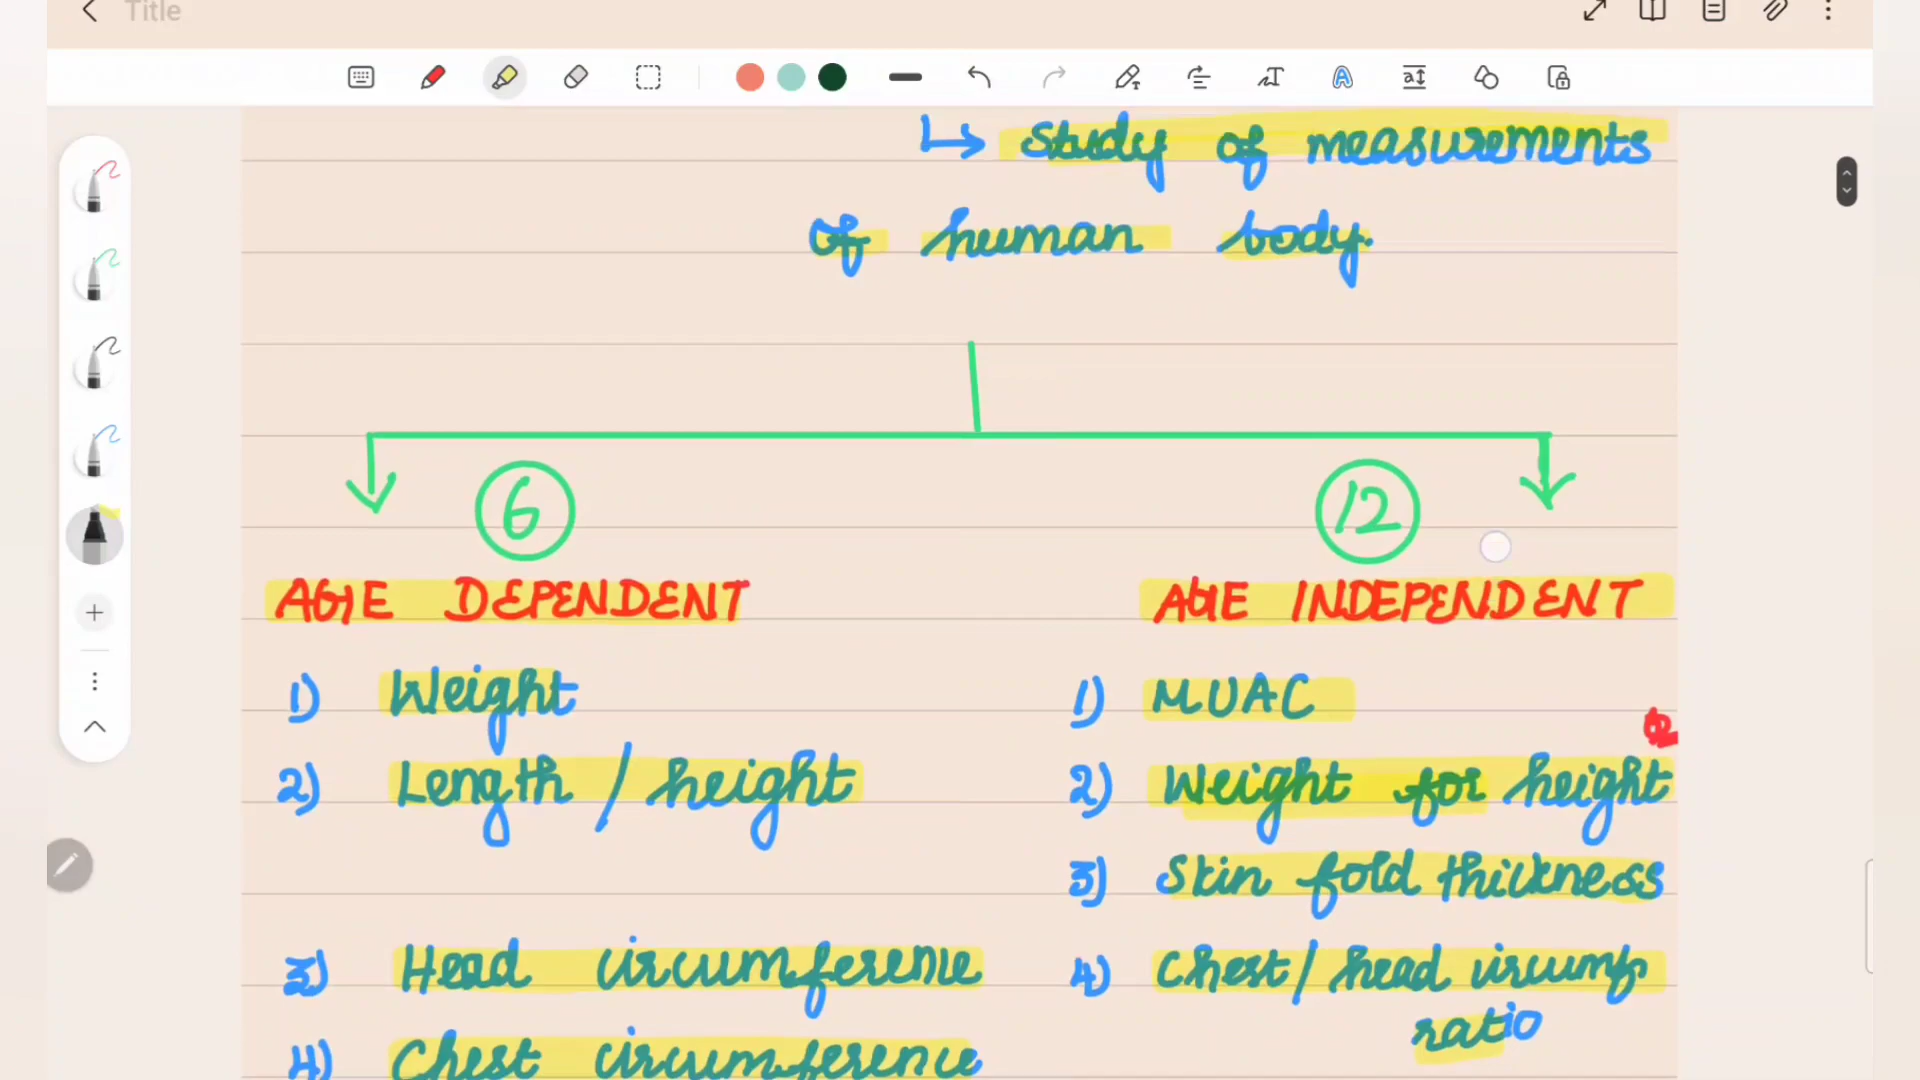 Title
↳ study of measurements
of human body.
6
12
AGE DEPENDENT
AGE INDEPENDENT
1) Weight
1) MUAC
2) Length / height
2) Weight for height
3) Skin fold thickness
3) Head circumference
4) Chest / head circumf
ratio
4) Chest circumference